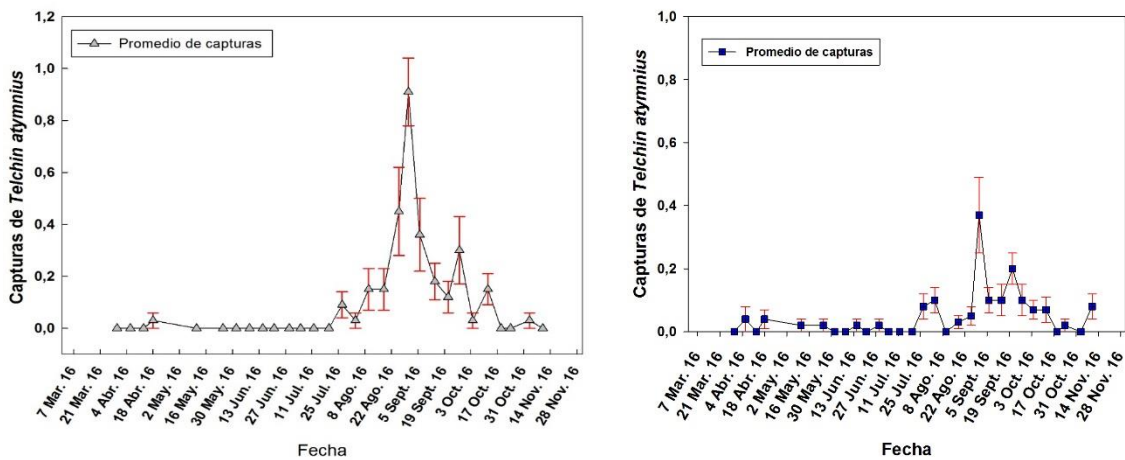 1,2
1,0
0,8
0,6
0,4
0,2
0,0
Promedio de capturas
Capturas de Telchin atymnius
7 Mar. 16
21 Mar. 16
4 Abr. 16
18 Abr. 16
2 May. 16
16 May. 16
30 May. 16
13 Jun. 16
27 Jun. 16
11 Jul. 16
25 Jul. 16
8 Ago. 16
22 Ago. 16
5 Sept. 16
19 Sept. 16
3 Oct. 16
17 Oct. 16
31 Oct. 16
14 Nov. 16
28 Nov. 16
Fecha
1,0
0,8
0,6
0,4
0,2
0,0
Promedio de capturas
Capturas de Telchin atymnius
7 Mar. 16
21 Mar. 16
4 Abr. 16
18 Abr. 16
2 May. 16
16 May. 16
30 May. 16
13 Jun. 16
27 Jun. 16
11 Jul. 16
25 Jul. 16
8 Ago. 16
22 Ago. 16
5 Sept. 16
19 Sept. 16
3 Oct. 16
17 Oct. 16
31 Oct. 16
14 Nov. 16
28 Nov. 16
Fecha